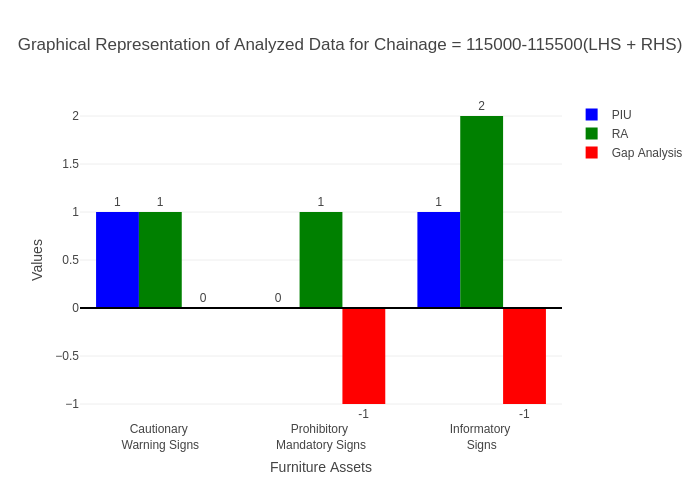 Graphical Representation of Analyzed Data for Chainage = 115000-115500(LHS + RHS)
PIU
RA
Gap Analysis
Values
2
1.5
1
0.5
0
−0.5
−1
1
1
0
0
1
-1
1
2
-1
Cautionary
Warning Signs
Prohibitory
Mandatory Signs
Informatory
Signs
Furniture Assets